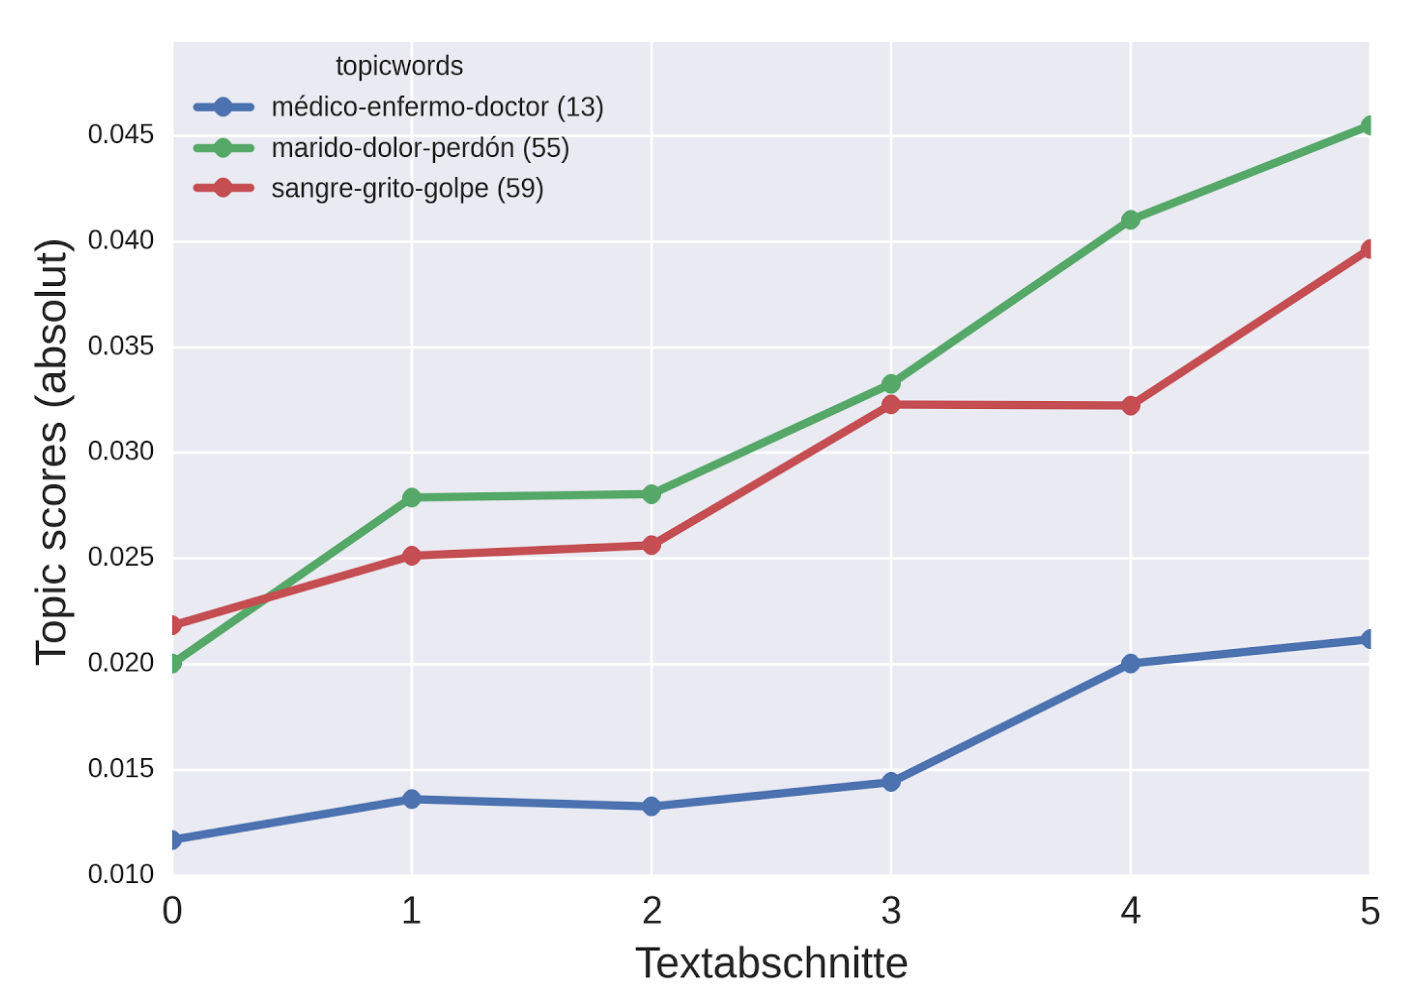 topicwords
médico-enfermo-doctor (13)
marido-dolor-perdón (55)
sangre-grito-golpe (59)
Topic scores (absolut)
0.045
0.040
0.035
0.030
0.025
0.020
0.015
0.010
0 1 2 3 4 5
Textabschnitte